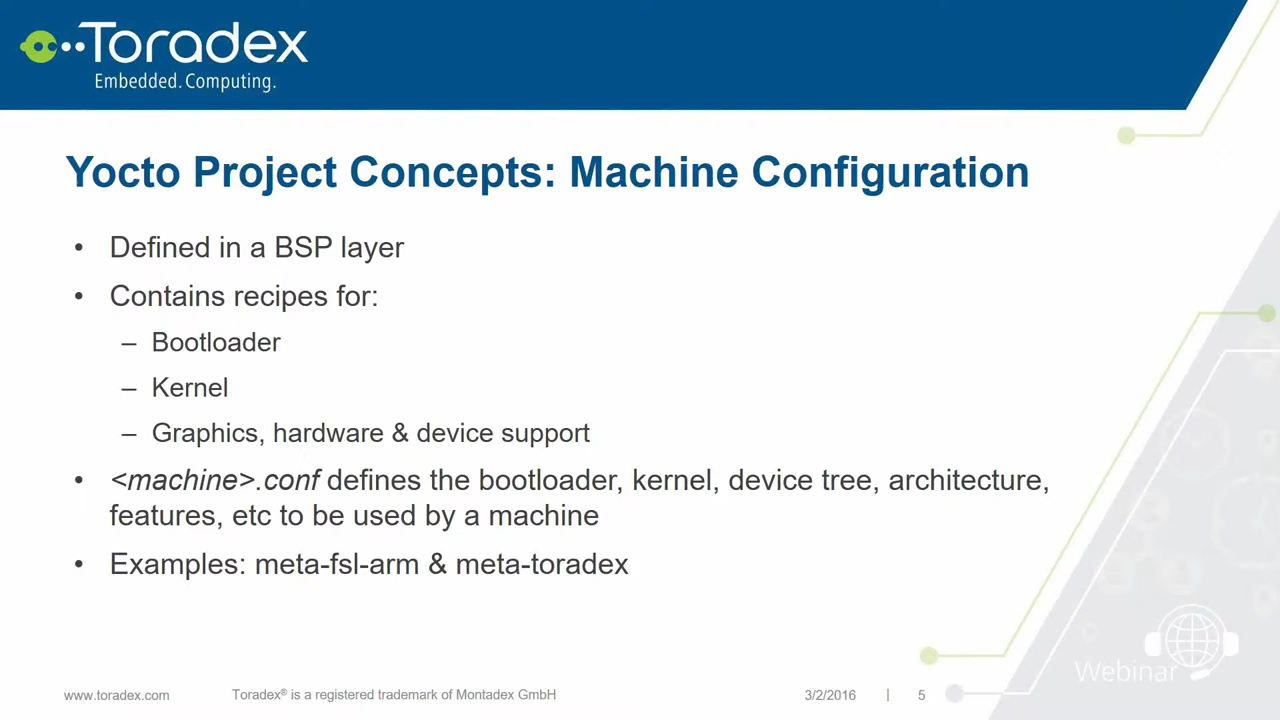 Toradex
Embedded.Computing.
Yocto Project Concepts: Machine Configuration
• Defined in a BSP layer
• Contains recipes for:
– Bootloader
– Kernel
– Graphics, hardware & device support
• <machine>.conf defines the bootloader, kernel, device tree, architecture,
features, etc to be used by a machine
• Examples: meta-fsl-arm & meta-toradex
Webinar
www.toradex.com Toradex® is a registered trademark of Montadex GmbH 3/2/2016 | 5